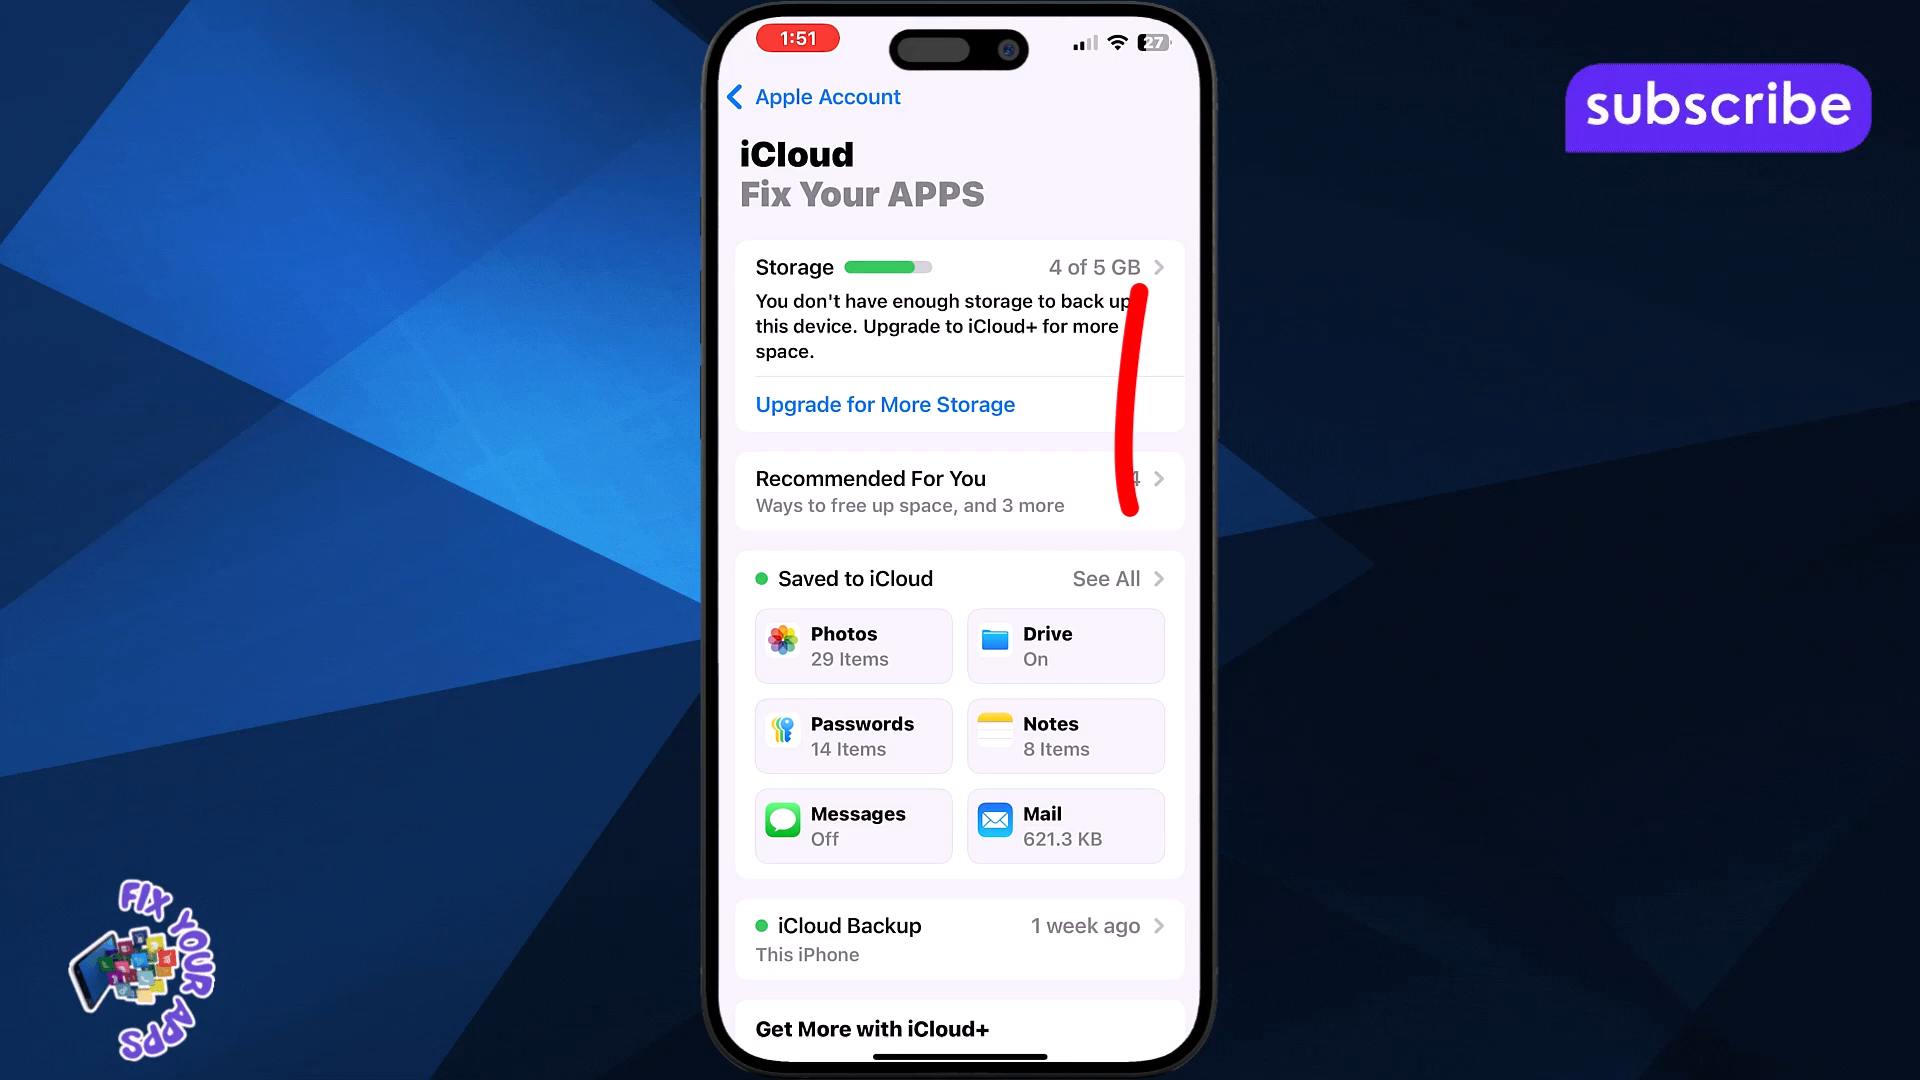 1:51
27
Apple Account
iCloud
Fix Your APPS
Storage
4 of 5 GB
You don't have enough storage to back up
this device. Upgrade to iCloud+ for more
space.
Upgrade for More Storage
Recommended For You
4
Ways to free up space, and 3 more
Saved to iCloud
See All
Photos
29 Items
Drive
On
Passwords
14 Items
Notes
8 Items
Messages
Off
Mail
621.3 KB
iCloud Backup
1 week ago
This iPhone
Get More with iCloud+
subscribe
FIX YOUR APPS